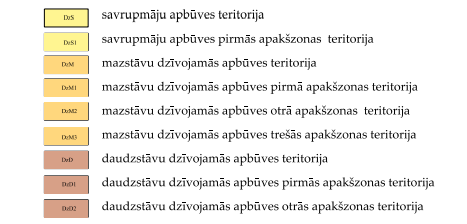 DzS savrupmāju apbūves teritorija
DzS1 savrupmāju apbūves pirmās apakšzonas teritorija
DzM mazstāvu dzīvojamās apbūves teritorija
DzM1 mazstāvu dzīvojamās apbūves pirmā apakšzonas teritorija
DzM2 mazstāvu dzīvojamās apbūves otrā apakšzonas teritorija
DzM3 mazstāvu dzīvojamās apbūves trešās apakšzonas teritorija
DzD daudzstāvu dzīvojamās apbūves teritorija
DzD1 daudzstāvu dzīvojamās apbūves pirmās apakšzonas teritorija
DzD2 daudzstāvu dzīvojamās apbūves otrās apakšzonas teritorija